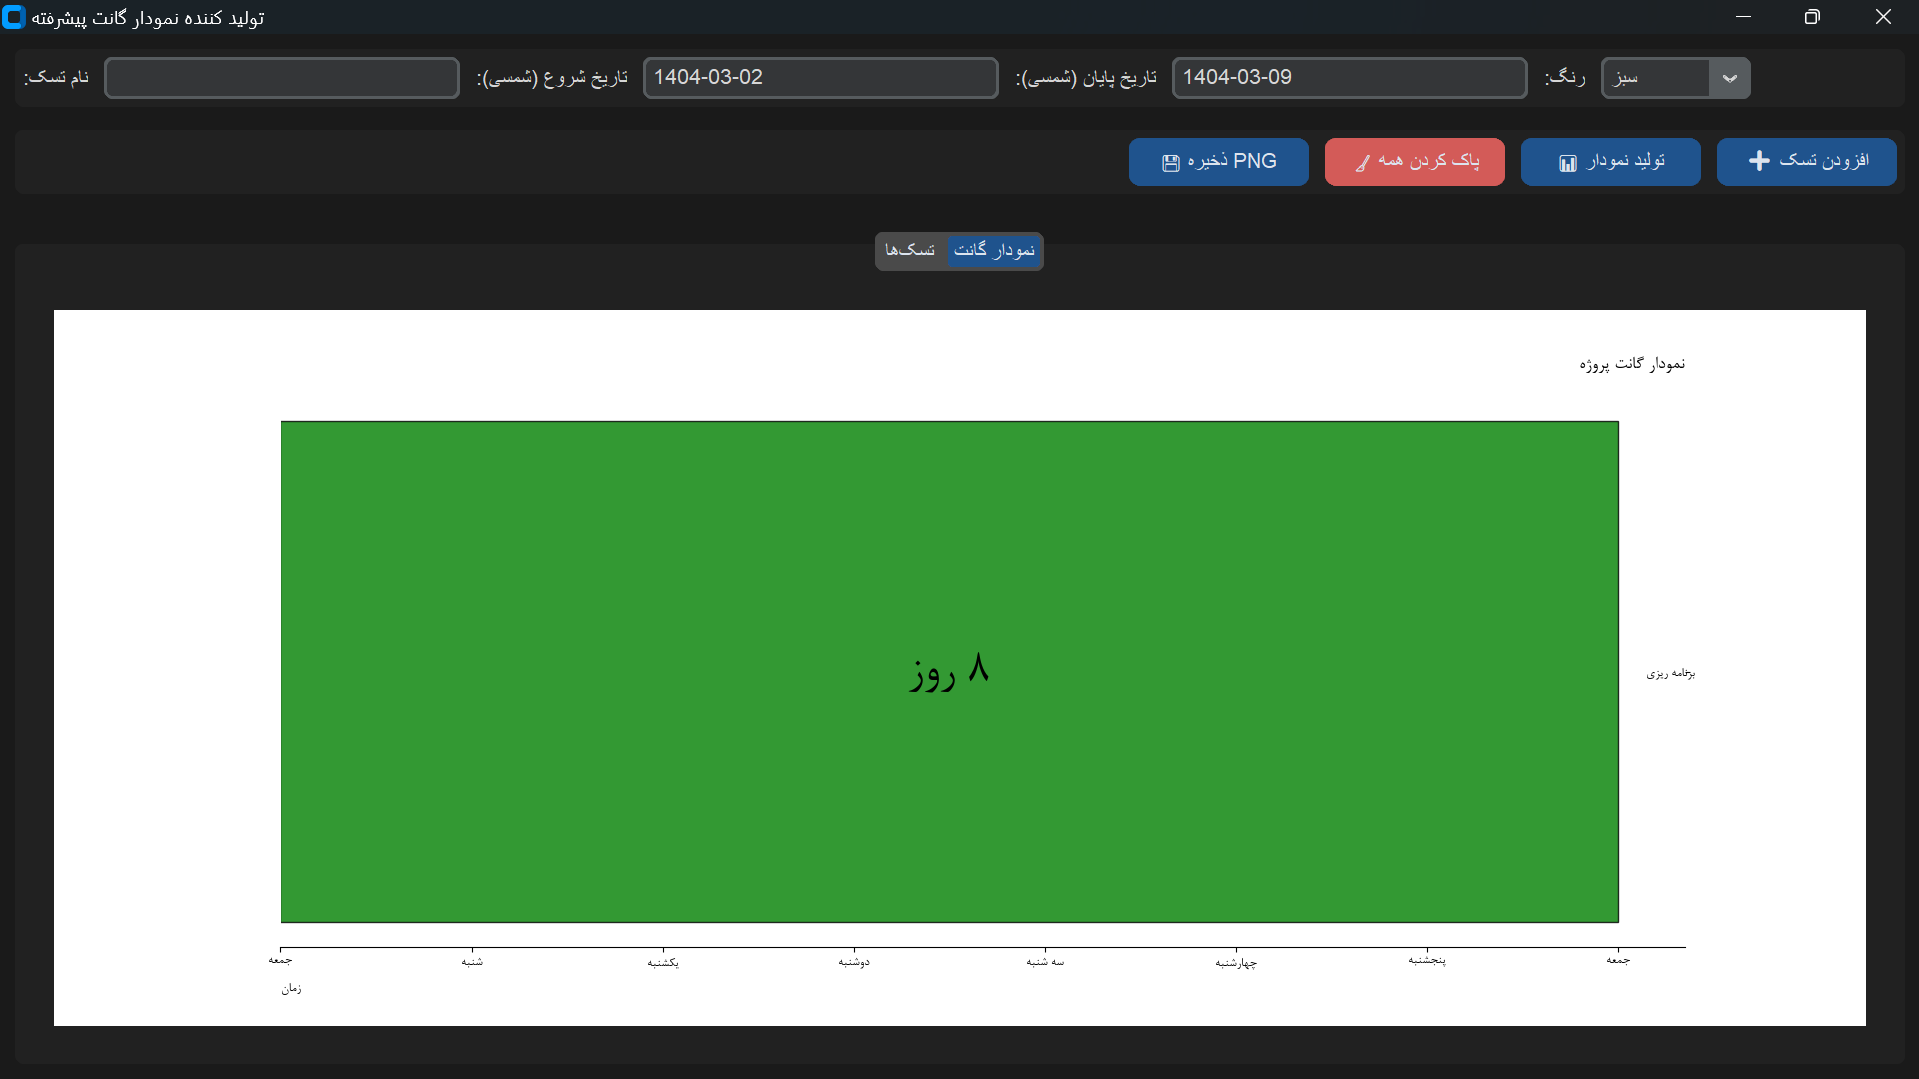 تولید کننده نمودار گانت پیشرفته
نام تسک:
تاریخ شروع (شمسی):
1404-03-02
تاریخ پایان (شمسی):
1404-03-09
رنگ:
سبز
ذخیره PNG
پاک کردن همه
تولید نمودار
افزودن تسک
تسک‌ها
نمودار گانت
نمودار گانت پروژه
۸ روز
برنامه ریزی
جمعه
شنبه
یکشنبه
دوشنبه
سه شنبه
چهارشنبه
پنجشنبه
جمعه
زمان